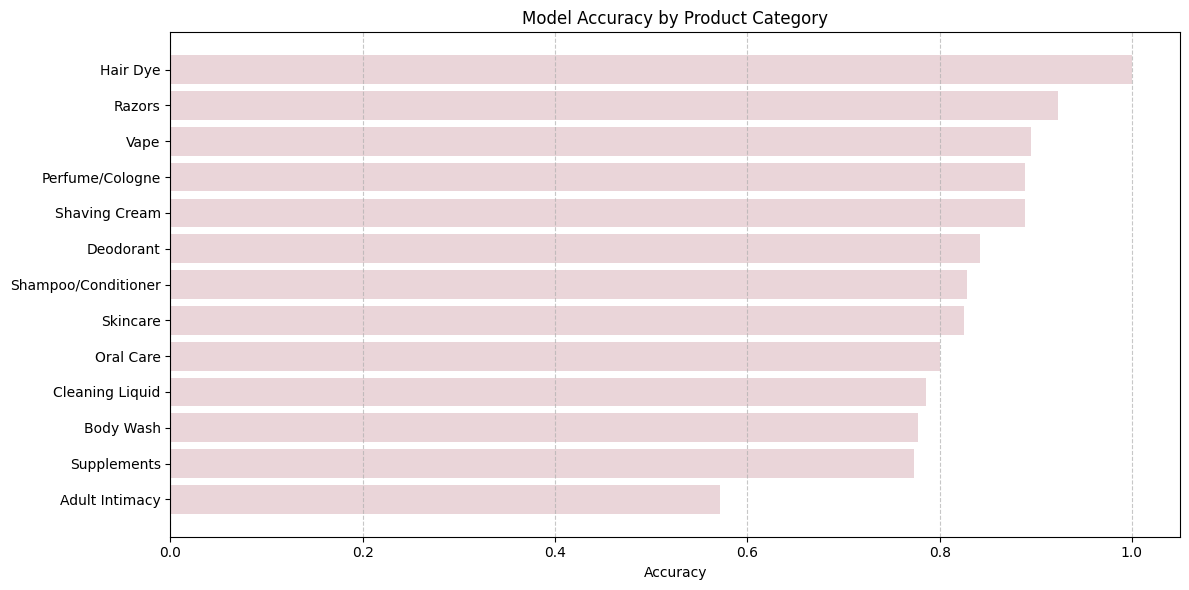 Model Accuracy by Product Category
Hair Dye
Razors
Vape
Perfume/Cologne
Shaving Cream
Deodorant
Shampoo/Conditioner
Skincare
Oral Care
Cleaning Liquid
Body Wash
Supplements
Adult Intimacy
0.0 0.2 0.4 0.6 0.8 1.0
Accuracy